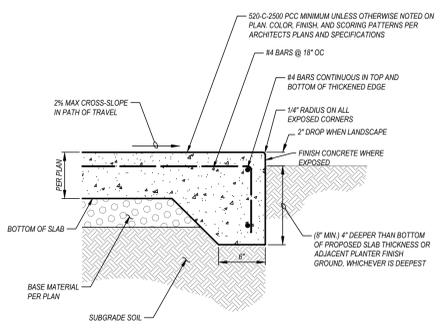 520-C-2500 PCC MINIMUM UNLESS OTHERWISE NOTED ON
PLAN. COLOR, FINISH, AND SCORING PATTERNS PER
ARCHITECTS PLANS AND SPECIFICATIONS
#4 BARS @ 18" OC
#4 BARS CONTINUOUS IN TOP AND
BOTTOM OF THICKENED EDGE
2% MAX CROSS-SLOPE
IN PATH OF TRAVEL
1/4" RADIUS ON ALL
EXPOSED CORNERS
2" DROP WHEN LANDSCAPE
FINISH CONCRETE WHERE
EXPOSED
PER PLAN
BOTTOM OF SLAB
(8" MIN.) 4" DEEPER THAN BOTTOM
OF PROPOSED SLAB THICKNESS OR
ADJACENT PLANTER FINISH
GROUND, WHICHEVER IS DEEPEST
6"
BASE MATERIAL
PER PLAN
SUBGRADE SOIL